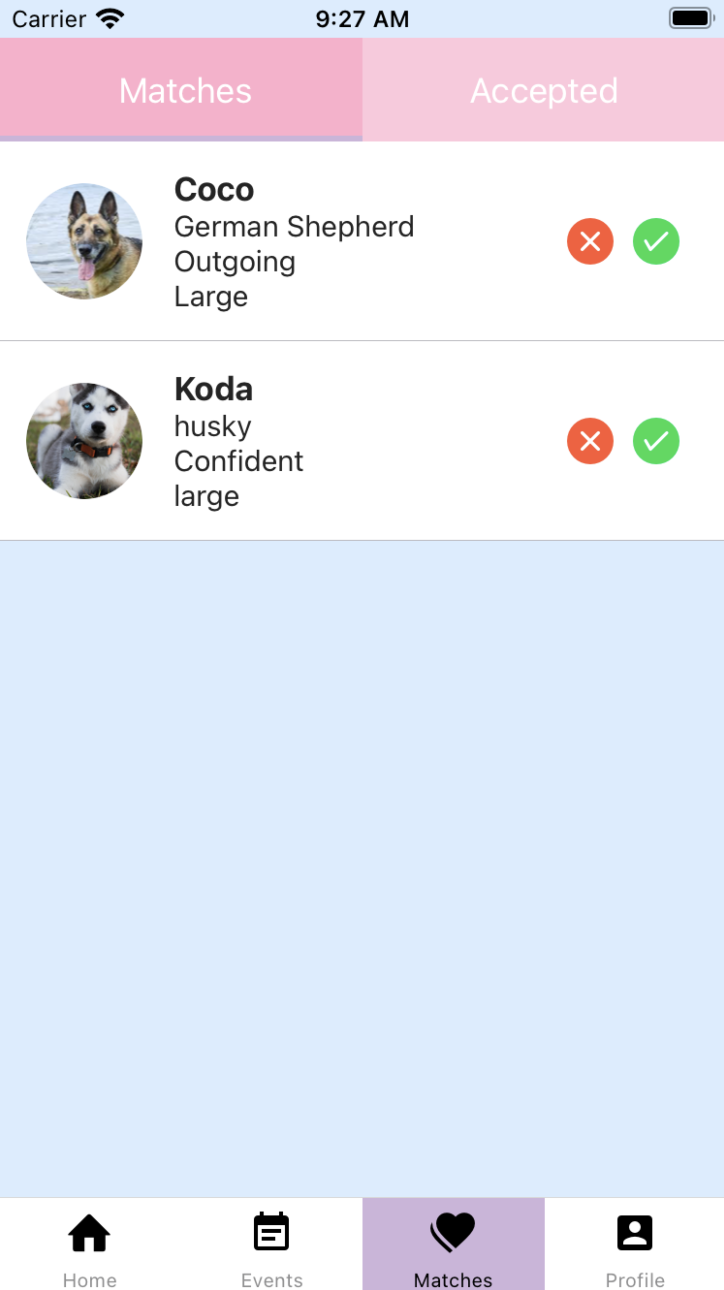 Carrier 9:27 AM
Matches Accepted
Coco
German Shepherd
Outgoing
Large
Koda
husky
Confident
large
Home Events Matches Profile